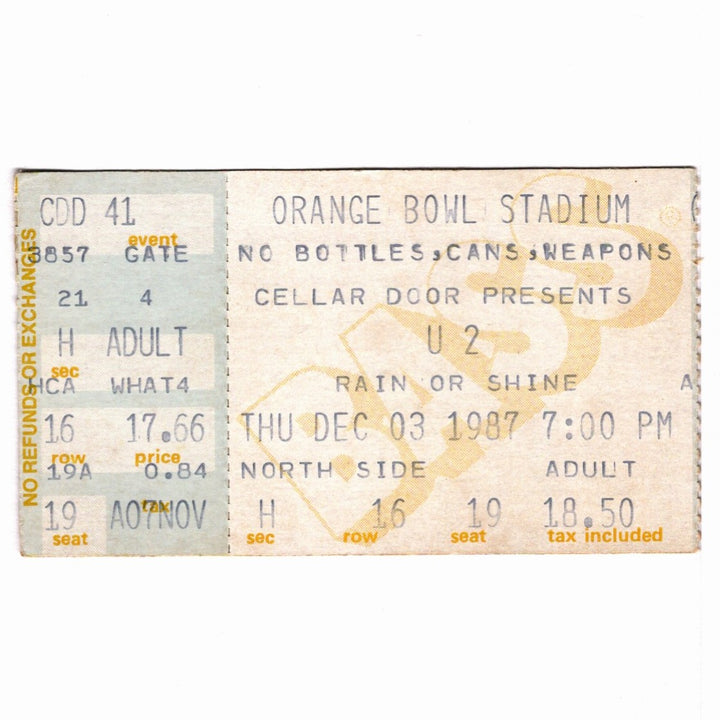 NO REFUNDS OR EXCHANGES
CDD 41
event
3857 GATE
21 4
H ADULT
sec
HCA WHAT4
16 17.66
row price
19A 0.84
tax
19 A07NOV
seat
ORANGE BOWL STADIUM
NO BOTTLES,CANS,WEAPONS
CELLAR DOOR PRESENTS
U 2
RAIN OR SHINE
THU DEC 03 1987 7:00 PM
NORTH SIDE ADULT
H 16 19 18.50
sec row seat tax included
BASS
®
A